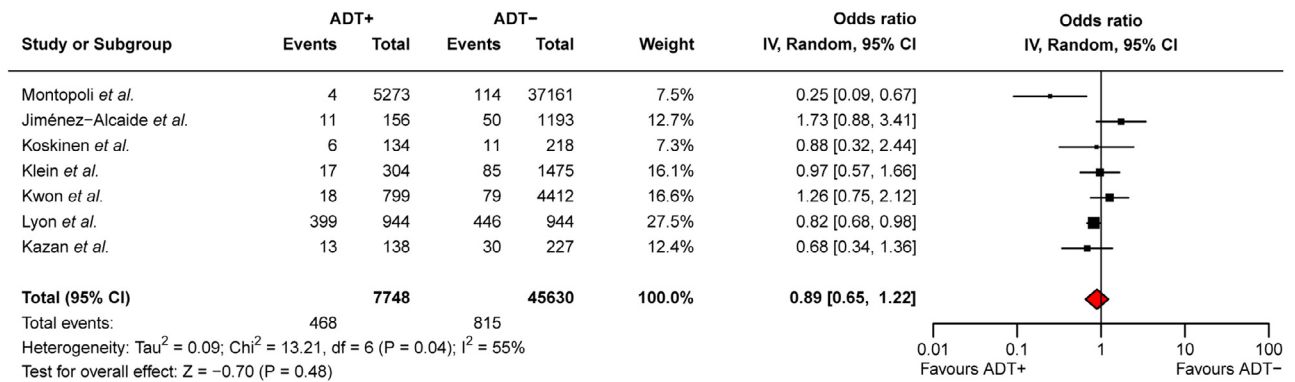 ADT+ ADT− Odds ratio Odds ratio
Study or Subgroup Events Total Events Total Weight IV, Random, 95% CI IV, Random, 95% CI
Montopoli et al. 4 5273 114 37161 7.5% 0.25 [0.09, 0.67]
Jiménez−Alcaide et al. 11 156 50 1193 12.7% 1.73 [0.88, 3.41]
Koskinen et al. 6 134 11 218 7.3% 0.88 [0.32, 2.44]
Klein et al. 17 304 85 1475 16.1% 0.97 [0.57, 1.66]
Kwon et al. 18 799 79 4412 16.6% 1.26 [0.75, 2.12]
Lyon et al. 399 944 446 944 27.5% 0.82 [0.68, 0.98]
Kazan et al. 13 138 30 227 12.4% 0.68 [0.34, 1.36]
Total (95% CI) 7748 45630 100.0% 0.89 [0.65, 1.22]
Total events: 468 815
Heterogeneity: Tau² = 0.09; Chi² = 13.21, df = 6 (P = 0.04); I² = 55%
Test for overall effect: Z = −0.70 (P = 0.48)
0.01 0.1 1 10 100
Favours ADT+ Favours ADT−